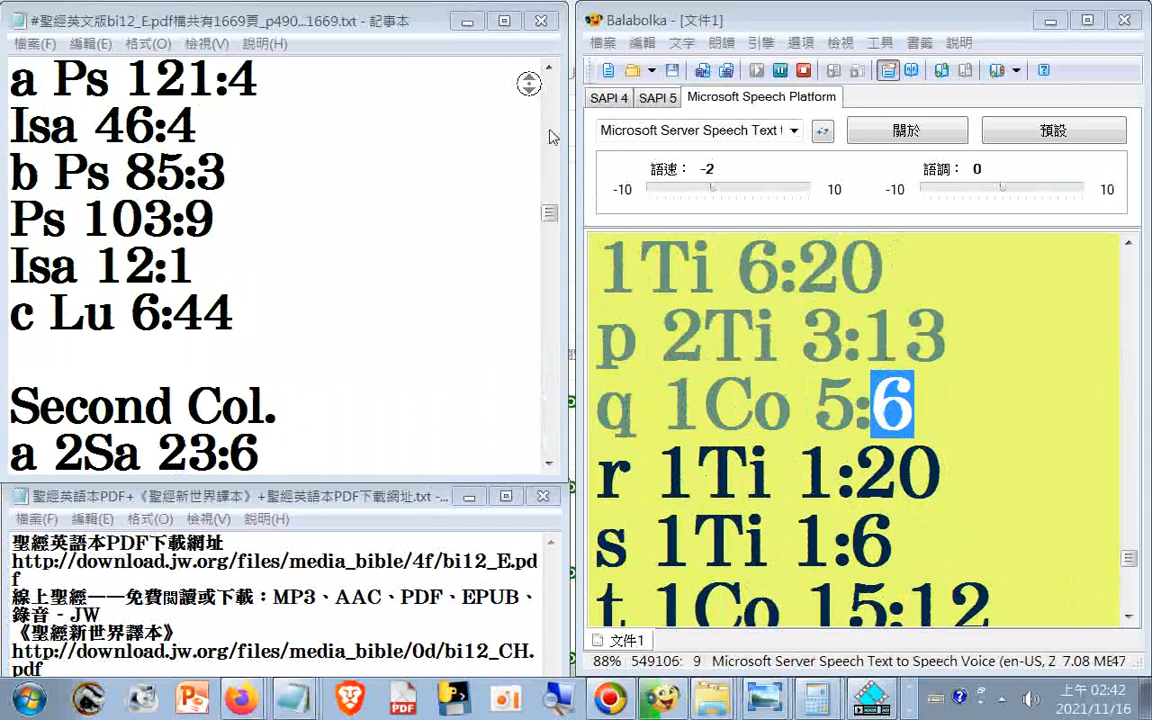 #聖經英文版bi12_E.pdf檔共有1669頁_p490...1669.txt - 記事本
檔案(F) 編輯(E) 格式(O) 檢視(V) 說明(H)
a Ps 121:4
Isa 46:4
b Ps 85:3
Ps 103:9
Isa 12:1
c Lu 6:44
Second Col.
a 2Sa 23:6
聖經英語本PDF+《聖經新世界譯本》+聖經英語本PDF下載網址.txt -...
檔案(F) 編輯(E) 格式(O) 檢視(V) 說明(H)
聖經英語本PDF下載網址
http://download.jw.org/files/media_bible/4f/bi12_E.pd
f
線上聖經——免費閱讀或下載：MP3、AAC、PDF、EPUB、
錄音 - JW
《聖經新世界譯本》
http://download.jw.org/files/media_bible/0d/bi12_CH.
pdf
Balabolka - [文件1]
檔案 編輯 文字 朗讀 引擎 選項 檢視 工具 書籤 說明
SAPI 4 SAPI 5 Microsoft Speech Platform
Microsoft Server Speech Text 關於 預設
語速： -2 語調： 0
-10 10 -10 10
1Ti 6:20
p 2Ti 3:13
q 1Co 5:6
r 1Ti 1:20
s 1Ti 1:6
t 1Co 15:12
文件1
88% 549106: 9 Microsoft Server Speech Text to Speech Voice (en-US, Z 7.08 ME47
上午 02:42
2021/11/16